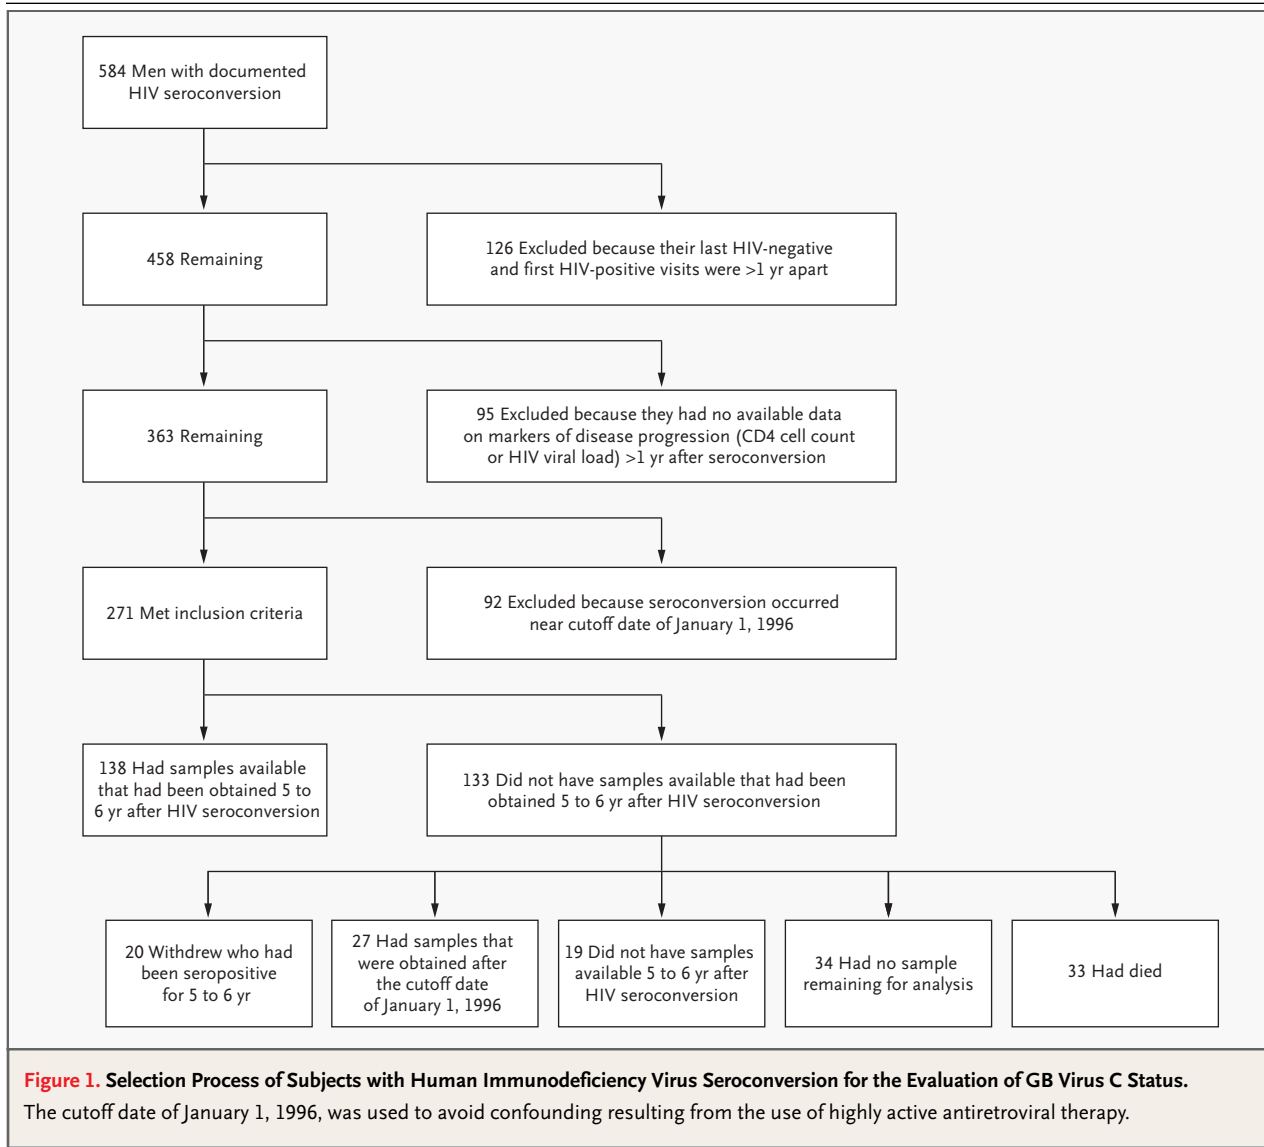 584 Men with documented
HIV seroconversion
458 Remaining
126 Excluded because their last HIV-negative
and first HIV-positive visits were >1 yr apart
363 Remaining
95 Excluded because they had no available data
on markers of disease progression (CD4 cell count
or HIV viral load) >1 yr after seroconversion
271 Met inclusion criteria
92 Excluded because seroconversion occurred
near cutoff date of January 1, 1996
138 Had samples available
that had been obtained 5 to
6 yr after HIV seroconversion
133 Did not have samples available that had been
obtained 5 to 6 yr after HIV seroconversion
20 Withdrew who had
been seropositive
for 5 to 6 yr
27 Had samples that
were obtained after
the cutoff date
of January 1, 1996
19 Did not have samples
available 5 to 6 yr after
HIV seroconversion
34 Had no sample
remaining for analysis
33 Had died
Figure 1. Selection Process of Subjects with Human Immunodeficiency Virus Seroconversion for the Evaluation of GB Virus C Status.
The cutoff date of January 1, 1996, was used to avoid confounding resulting from the use of highly active antiretroviral therapy.